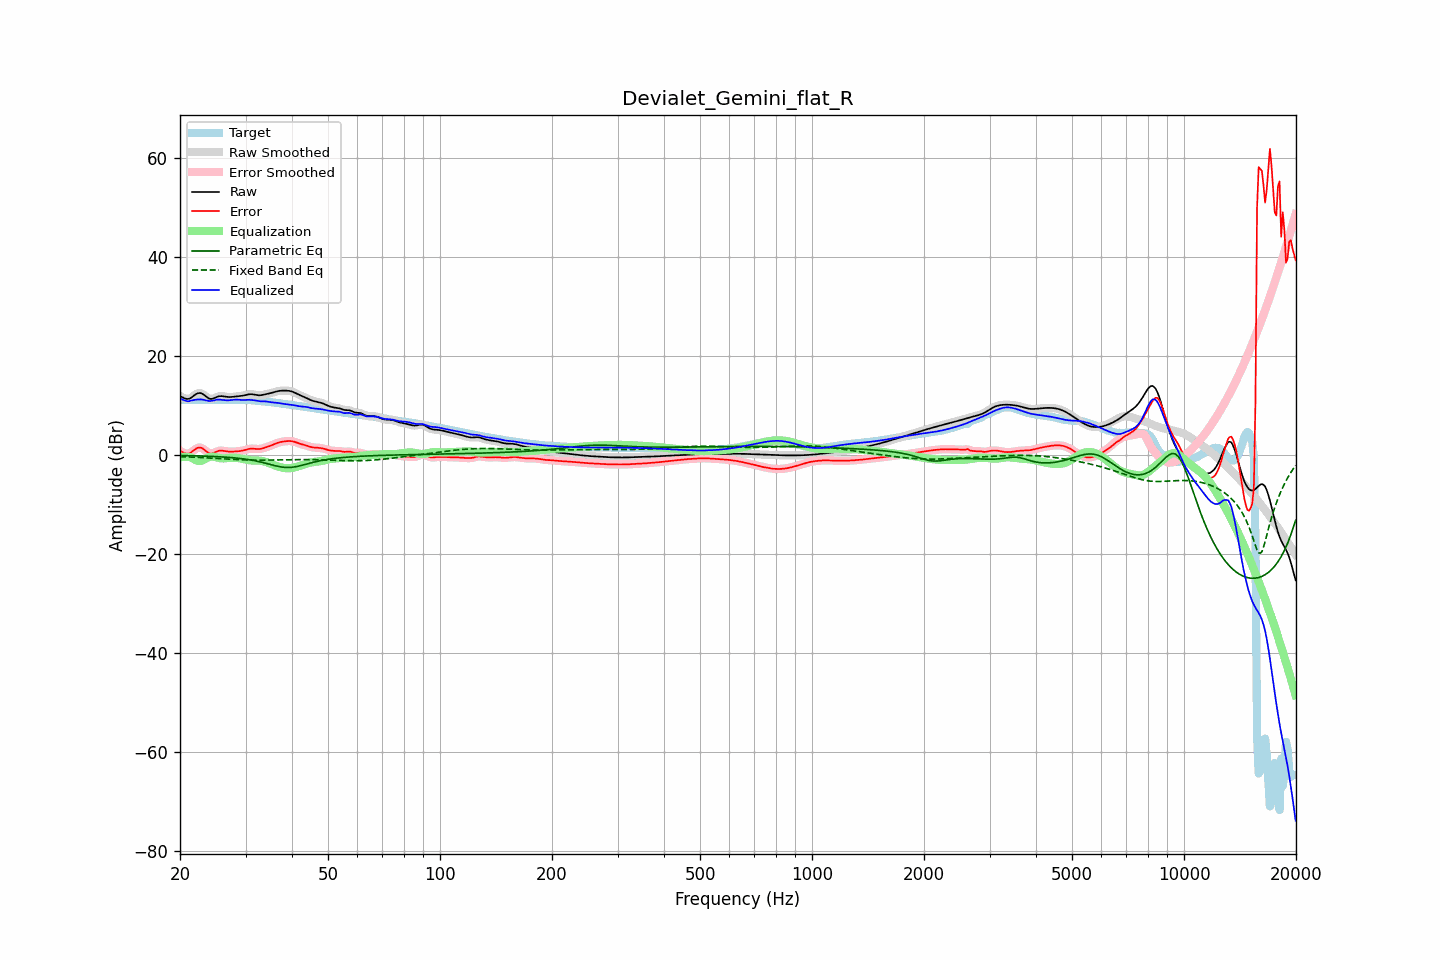 Devialet_Gemini_flat_R
Target
Raw Smoothed
Error Smoothed
Raw
Error
Equalization
Parametric Eq
Fixed Band Eq
Equalized
Amplitude (dBr)
60
40
20
0
−20
−40
−60
−80
20 50 100 200 500 1000 2000 5000 10000 20000
Frequency (Hz)